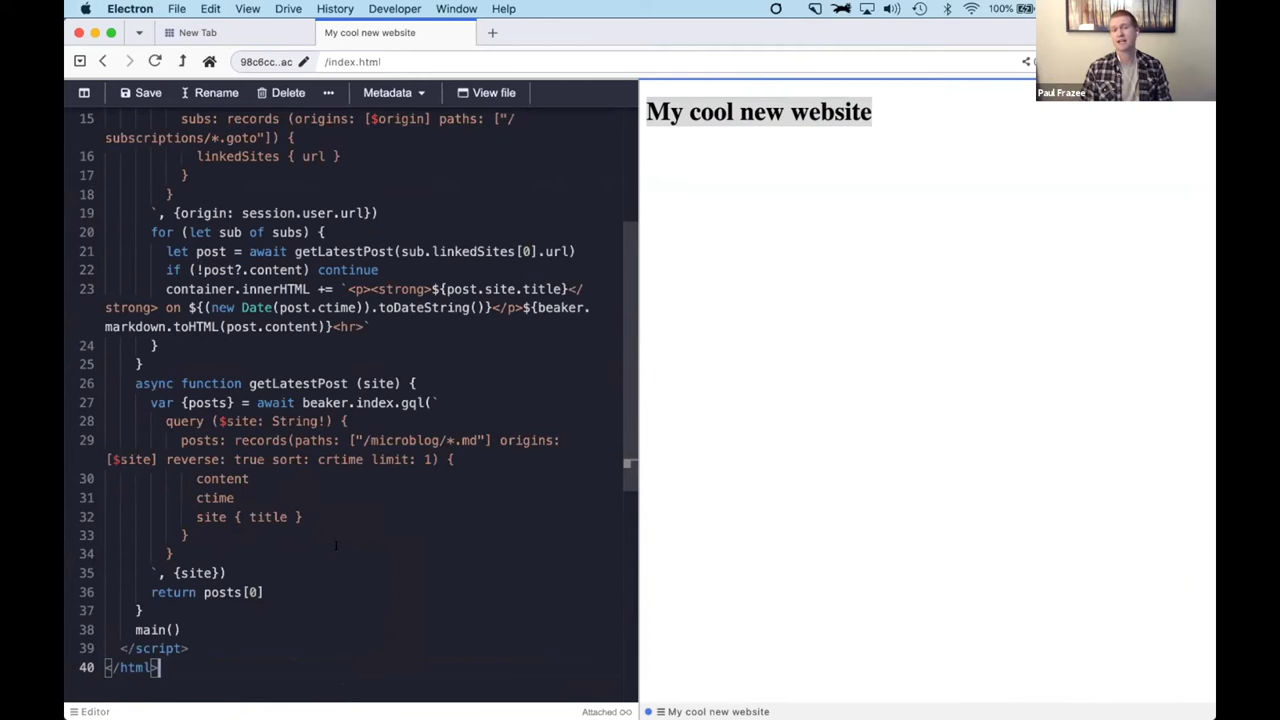 Electron File Edit View Drive History Developer Window Help 100%
New Tab My cool new website
98c6cc..ac /index.html
Paul Frazee
Save Rename Delete Metadata View file
15 subs: records (origins: [$origin] paths: ["/
subscriptions/*.goto"]) {
16 linkedSites { url }
17 }
18 }
19 `, {origin: session.user.url})
20 for (let sub of subs) {
21 let post = await getLatestPost(sub.linkedSites[0].url)
22 if (!post?.content) continue
23 container.innerHTML += `<p><strong>${post.site.title}</
strong> on ${(new Date(post.ctime)).toDateString()}</p>${beaker.
markdown.toHTML(post.content)}<hr>`
24 }
25 }
26 async function getLatestPost (site) {
27 var {posts} = await beaker.index.gql(`
28 query ($site: String!) {
29 posts: records(paths: ["/microblog/*.md"] origins:
[$site] reverse: true sort: crtime limit: 1) {
30 content
31 ctime
32 site { title }
33 }
34 }
35 `, {site})
36 return posts[0]
37 }
38 main()
39 </script>
40 </html>
My cool new website
Editor Attached
My cool new website